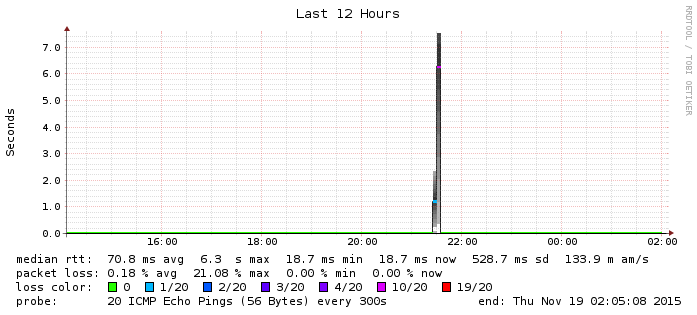 Last 12 Hours
RRDTOOL / TOBI OETIKER
Seconds
7.0
6.0
5.0
4.0
3.0
2.0
1.0
0.0
16:00 18:00 20:00 22:00 00:00 02:00
median rtt: 70.8 ms avg 6.3 s max 18.7 ms min 18.7 ms now 528.7 ms sd 133.9 m am/s
packet loss: 0.18 % avg 21.08 % max 0.00 % min 0.00 % now
loss color: 0 1/20 2/20 3/20 4/20 10/20 19/20
probe: 20 ICMP Echo Pings (56 Bytes) every 300s end: Thu Nov 19 02:05:08 2015